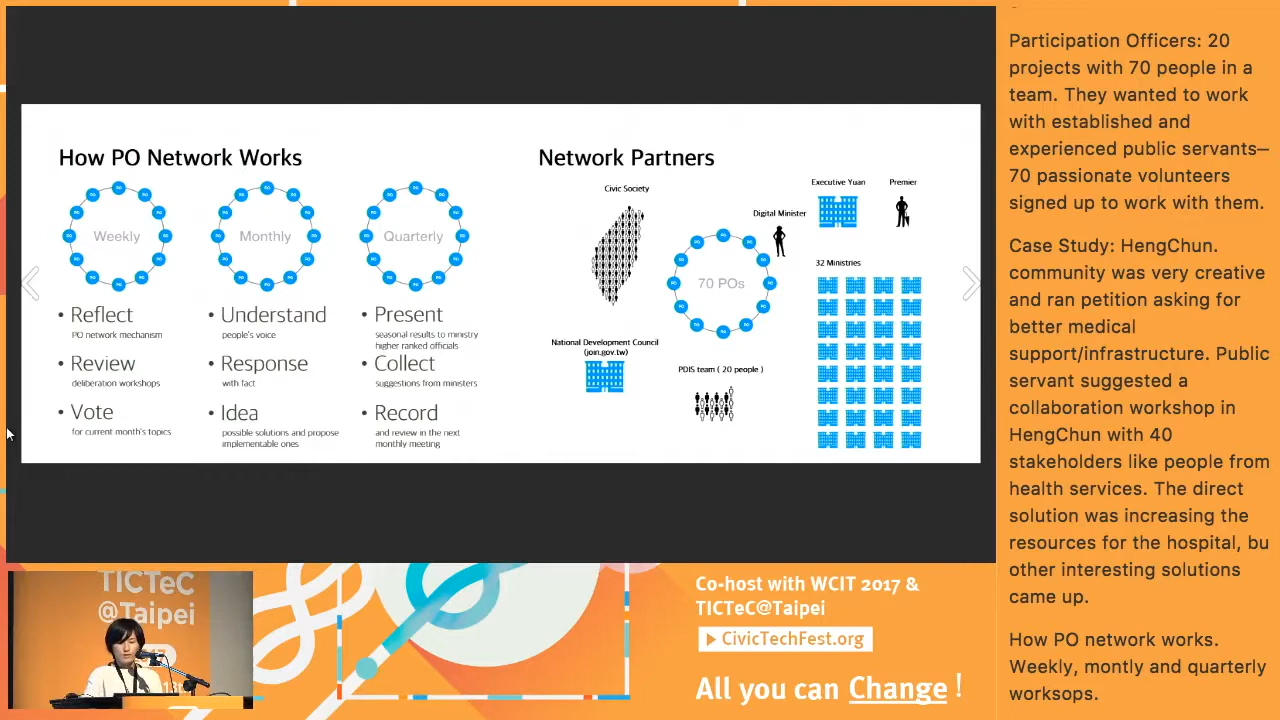 How PO Network Works
Weekly
Monthly
Quarterly
• Reflect
PO network mechanism
• Review
deliberation workshops
• Vote
for current month's topics
• Understand
people's voice
• Response
with fact
• Idea
possible solutions and propose
implementable ones
• Present
seasonal results to ministry
higher ranked officials
• Collect
suggestions from ministers
• Record
and review in the next
monthly meeting
Network Partners
Civic Society
Digital Minister
Executive Yuan
Premier
70 POs
32 Ministries
National Development Council
(join.gov.tw)
PDIS team ( 20 people )
Participation Officers: 20
projects with 70 people in a
team. They wanted to work
with established and
experienced public servants—
70 passionate volunteers
signed up to work with them.
Case Study: HengChun.
community was very creative
and ran petition asking for
better medical
support/infrastructure. Public
servant suggested a
collaboration workshop in
HengChun with 40
stakeholders like people from
health services. The direct
solution was increasing the
resources for the hospital, bu
other interesting solutions
came up.
How PO network works.
Weekly, montly and quarterly
worksops.
TICTeC
@Taipei
Co-host with WCIT 2017 &
TICTeC@Taipei
CivicTechFest.org
All you can Change !